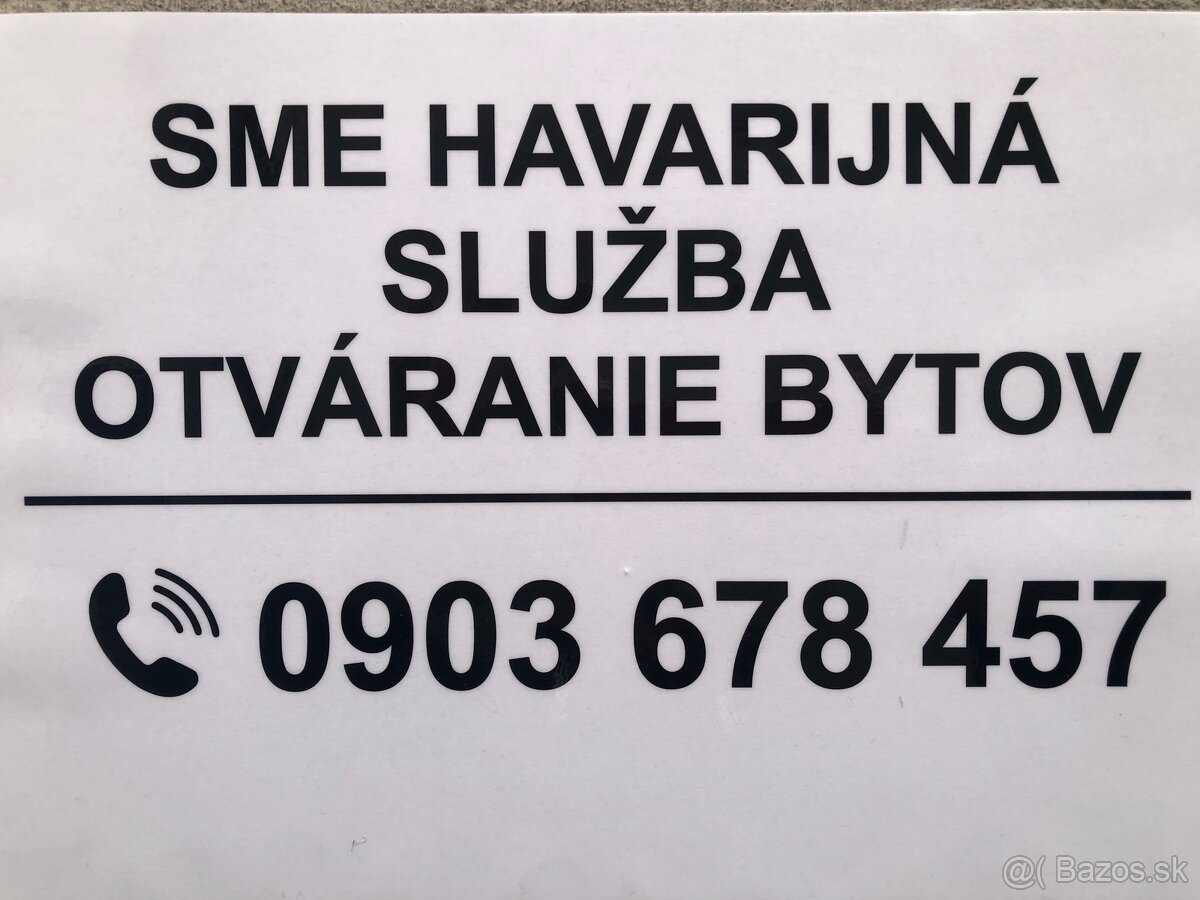 SME HAVARIJNÁ
SLUŽBA
OTVÁRANIE BYTOV
0903 678 457
@( Bazos.sk